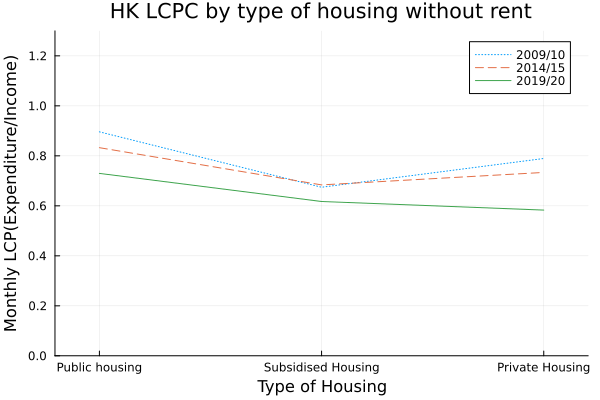 HK LCPC by type of housing without rent
Monthly LCP(Expenditure/Income)
1.2
1.0
0.8
0.6
0.4
0.2
0.0
2009/10
2014/15
2019/20
Public housing
Subsidised Housing
Private Housing
Type of Housing